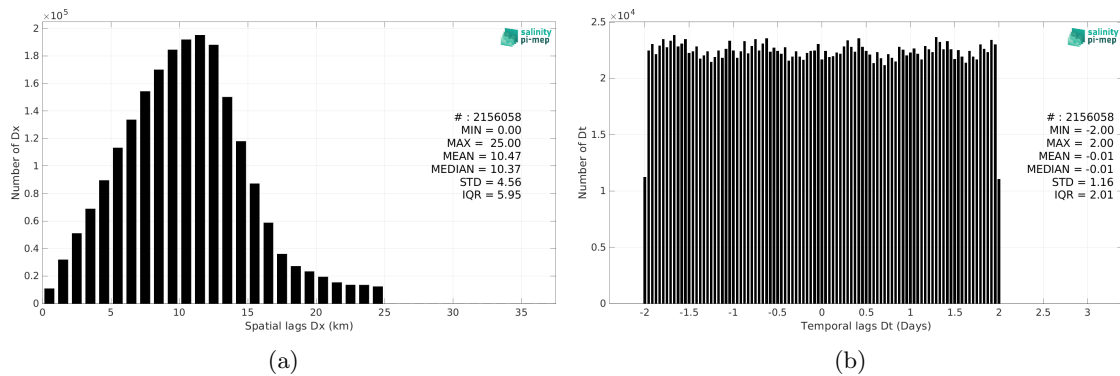 ×10⁵
2
1.8
1.6
1.4
1.2
1
0.8
0.6
0.4
0.2
0
Number of Dx
0 5 10 15 20 25 30 35
Spatial lags Dx (km)
salinity
pi-mep
# : 2156058
MIN = 0.00
MAX = 25.00
MEAN = 10.47
MEDIAN = 10.37
STD = 4.56
IQR = 5.95
(a)
×10⁴
2.5
2
1.5
1
0.5
0
Number of Dt
-2 -1.5 -1 -0.5 0 0.5 1 1.5 2 2.5 3
Temporal lags Dt (Days)
salinity
pi-mep
# : 2156058
MIN = -2.00
MAX = 2.00
MEAN = -0.01
MEDIAN = -0.01
STD = 1.16
IQR = 2.01
(b)